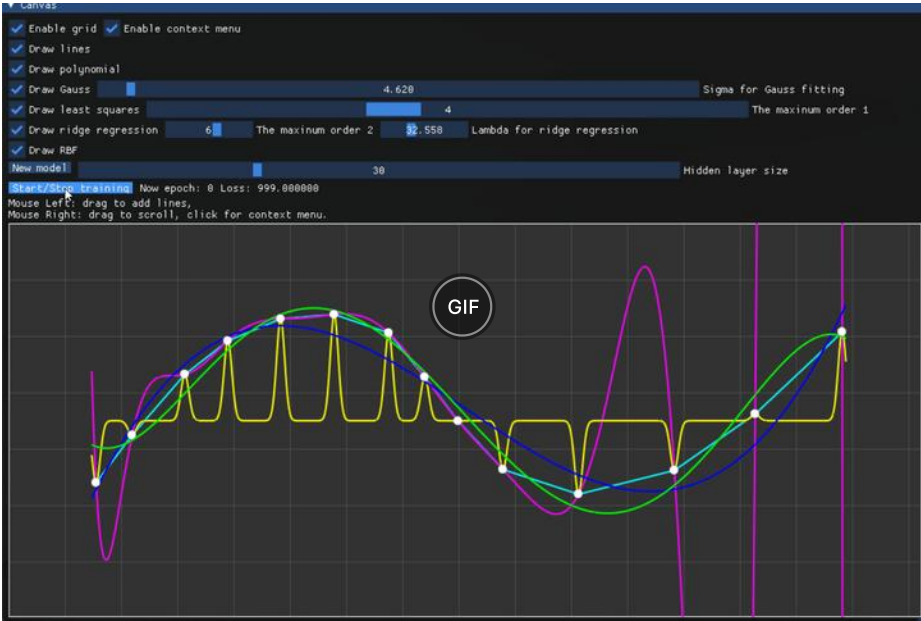 Canvas
Enable grid Enable context menu
Draw lines
Draw polynomial
Draw Gauss 4.620 Sigma for Gauss fitting
Draw least squares 4 The maxinum order 1
Draw ridge regression 6 The maxinum order 2 32.558 Lambda for ridge regression
Draw RBF
New model 30 Hidden layer size
Start/Stop training Now epoch: 0 Loss: 999.000000
Mouse Left: drag to add lines,
Mouse Right: drag to scroll, click for context menu.
GIF